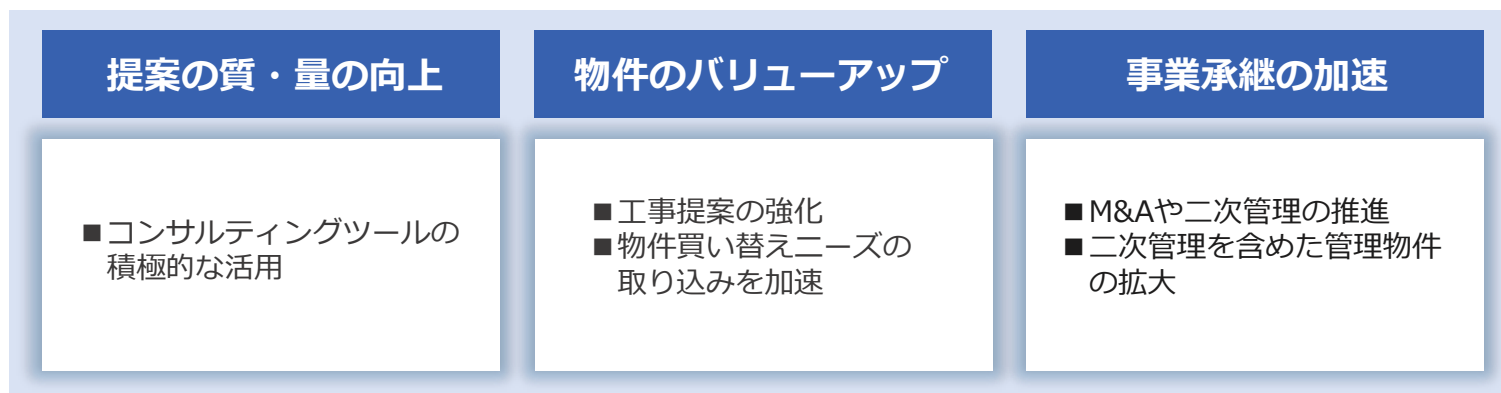 提案の質・量の向上
■コンサルティングツールの
積極的な活用
物件のバリューアップ
■工事提案の強化
■物件買い替えニーズの
取り込みを加速
事業承継の加速
■M&Aや二次管理の推進
■二次管理を含めた管理物件
の拡大